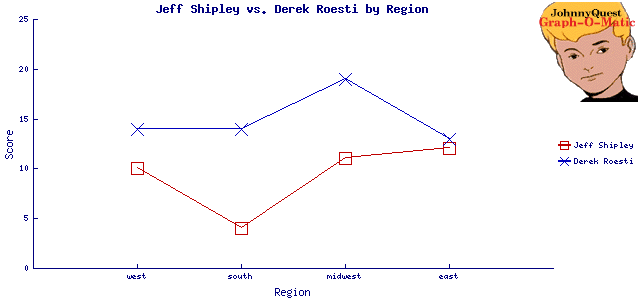 Jeff Shipley vs. Derek Roesti by Region
JohnnyQuest
Graph-O-Matic
25
20
15
10
5
0
Score
west south midwest east
Region
Jeff Shipley
Derek Roesti